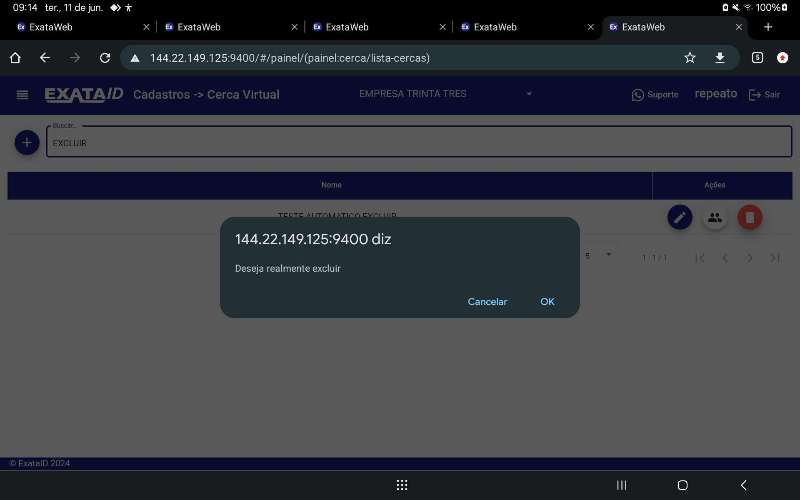 09:14 ter., 11 de jun.
100%
ExataWeb
ExataWeb
ExataWeb
ExataWeb
ExataWeb
144.22.149.125:9400/#/painel/(painel:cerca/lista-cercas)
5
EXATAID
Cadastros -> Cerca Virtual
EMPRESA TRINTA TRES
Suporte
repeato
Sair
Buscar...
EXCLUIR
Nome
Ações
TESTE AUTOMATICO EXCLUIR
144.22.149.125:9400 diz
Deseja realmente excluir
Cancelar
OK
5
1-1 / 1
© ExataID 2024